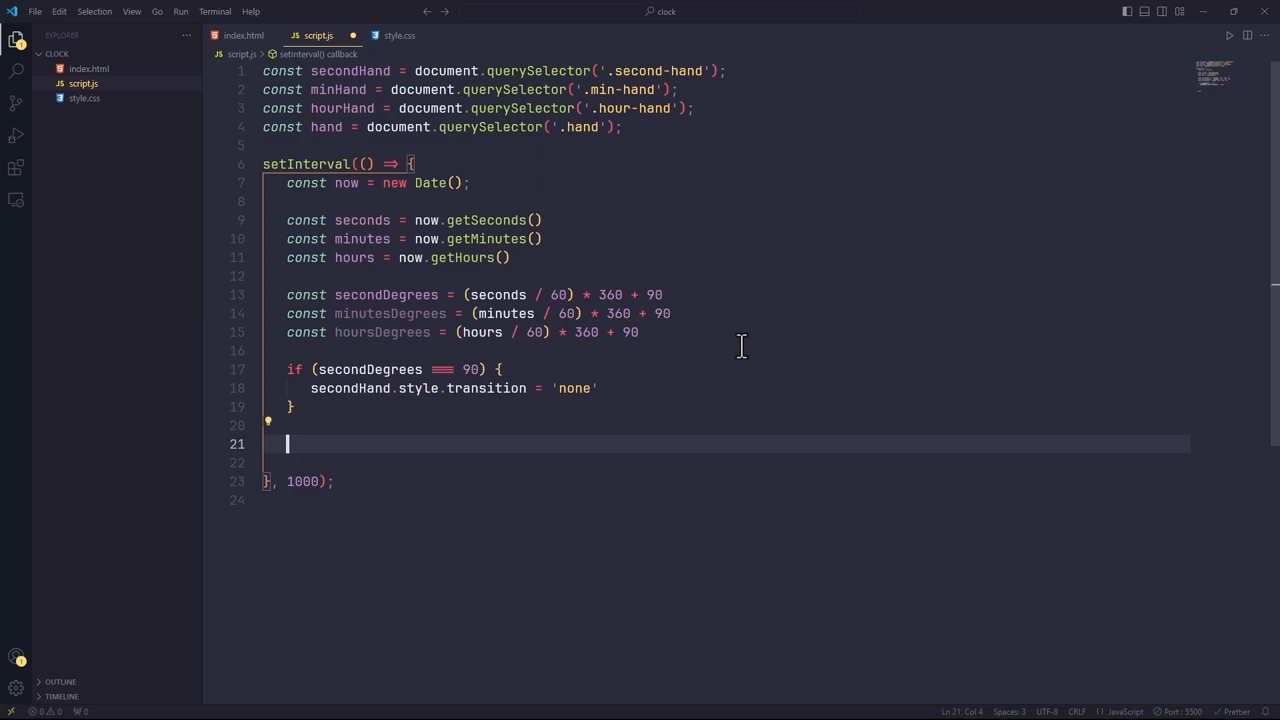 File Edit Selection View Go Run Terminal Help
clock
EXPLORER
CLOCK
index.html
script.js
style.css
index.html script.js style.css
script.js > setInterval() callback
1 const secondHand = document.querySelector('.second-hand');
2 const minHand = document.querySelector('.min-hand');
3 const hourHand = document.querySelector('.hour-hand');
4 const hand = document.querySelector('.hand');
5
6 setInterval(() => {
7 const now = new Date();
8
9 const seconds = now.getSeconds()
10 const minutes = now.getMinutes()
11 const hours = now.getHours()
12
13 const secondDegrees = (seconds / 60) * 360 + 90
14 const minutesDegrees = (minutes / 60) * 360 + 90
15 const hoursDegrees = (hours / 60) * 360 + 90
16
17 if (secondDegrees === 90) {
18 secondHand.style.transition = 'none'
19 }
20
21
22
23 }, 1000);
24
1
OUTLINE
TIMELINE
0 0 0 Ln 21, Col 4 Spaces: 3 UTF-8 CRLF {} JavaScript Port : 5500 Prettier